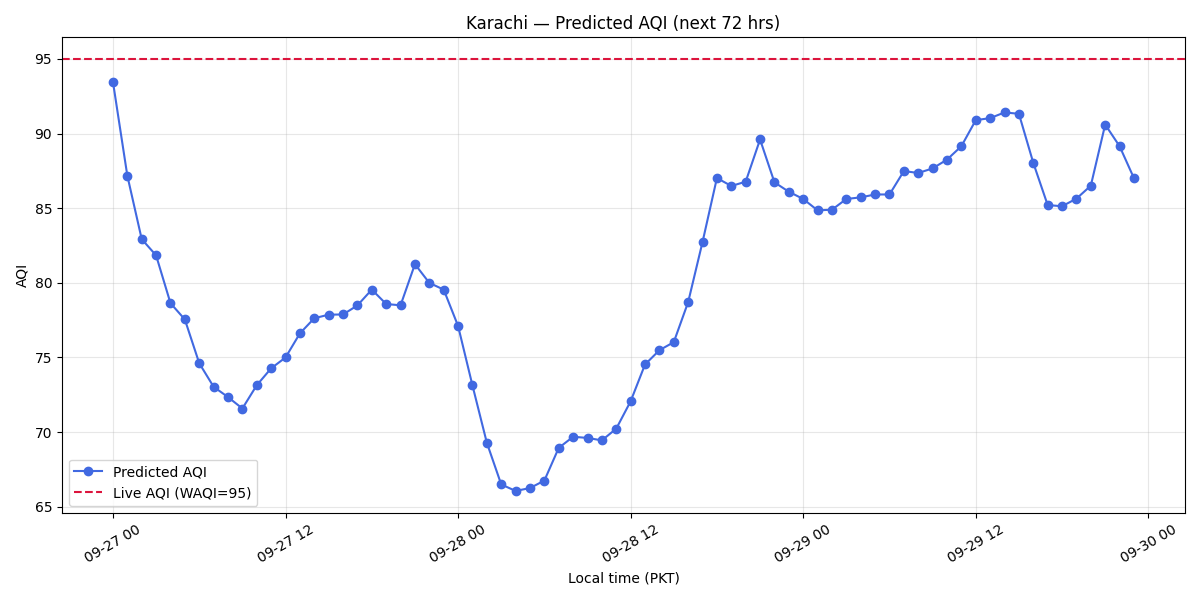 Karachi — Predicted AQI (next 72 hrs)
AQI
95
90
85
80
75
70
65
Predicted AQI
Live AQI (WAQI=95)
09-27 00
09-27 12
09-28 00
09-28 12
09-29 00
09-29 12
09-30 00
Local time (PKT)